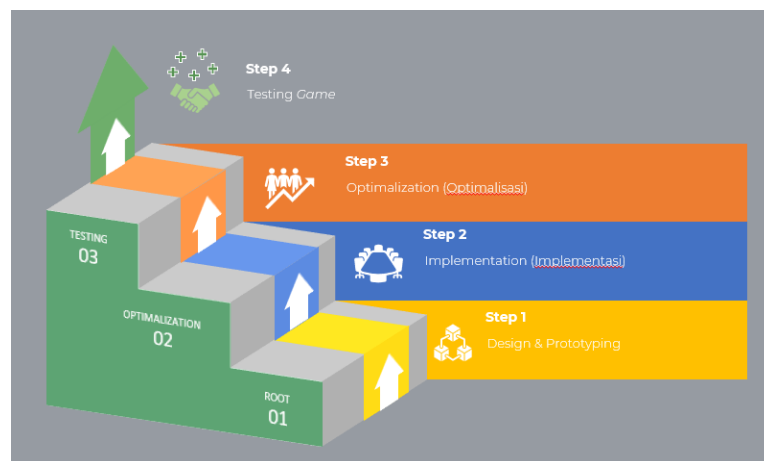 Step 4
Testing Game
Step 3
Optimalization (Optimalisasi)
Step 2
Implementation (Implementasi)
Step 1
Design & Prototyping
TESTING
03
OPTIMALIZATION
02
ROOT
01